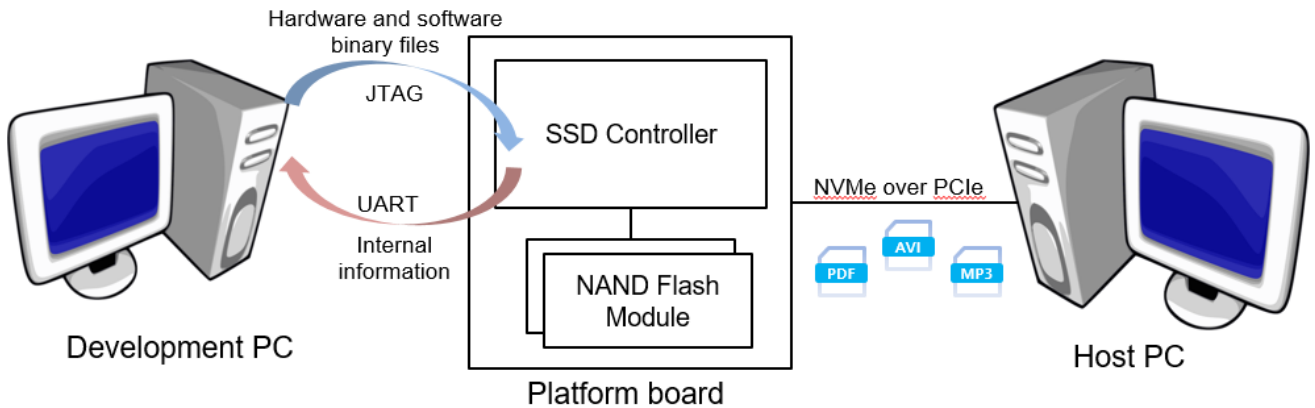 Hardware and software
binary files
JTAG
UART
Internal
information
Development PC
SSD Controller
NAND Flash
Module
Platform board
NVMe over PCIe
PDF
AVI
MP3
Host PC